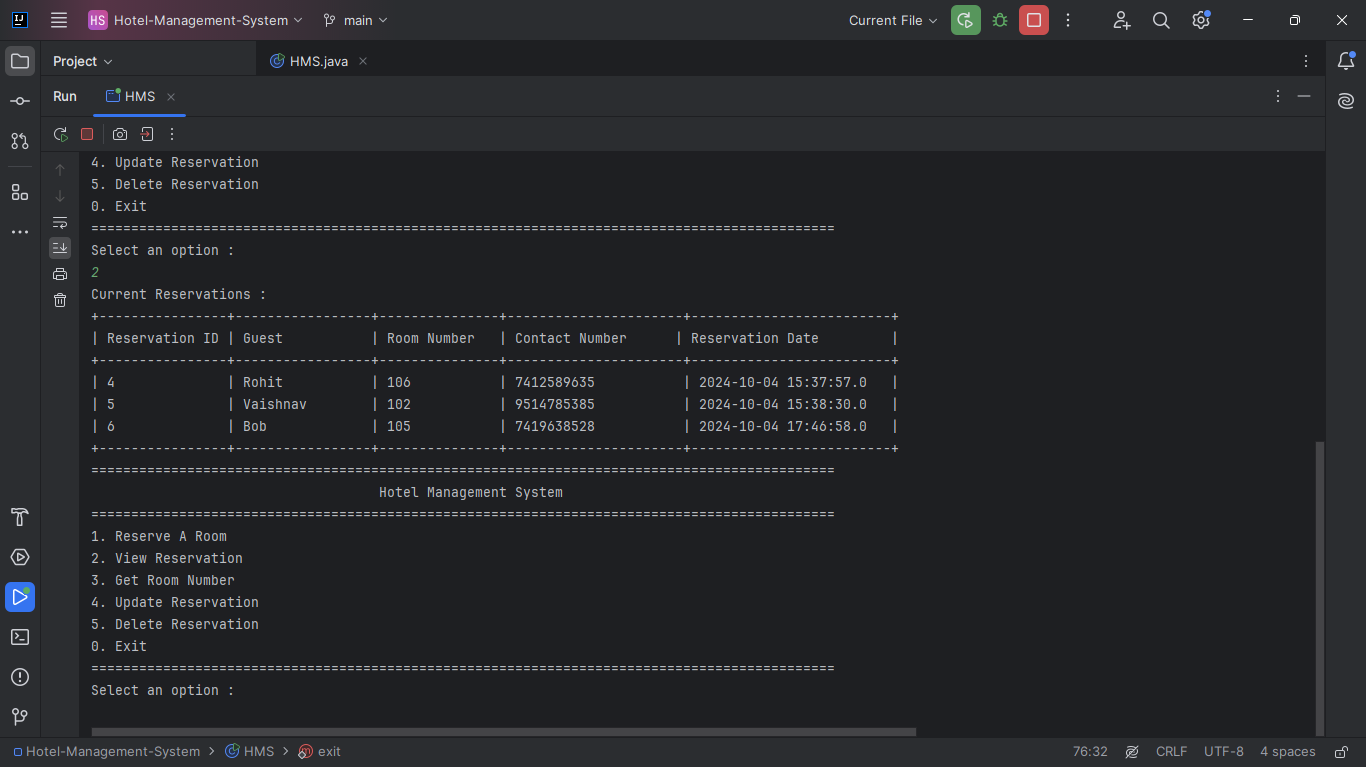 HS Hotel-Management-System main Current File
Project HMS.java
Run HMS
4. Update Reservation
5. Delete Reservation
0. Exit
=============================================================================================
Select an option :
2
Current Reservations :
+----------------+-----------------+---------------+----------------------+-------------------------+
| Reservation ID | Guest           | Room Number   | Contact Number      | Reservation Date         |
+----------------+-----------------+---------------+----------------------+-------------------------+
| 4              | Rohit           | 106           | 7412589635           | 2024-10-04 15:37:57.0   |
| 5              | Vaishnav        | 102           | 9514785385           | 2024-10-04 15:38:30.0   |
| 6              | Bob             | 105           | 7419638528           | 2024-10-04 17:46:58.0   |
+----------------+-----------------+---------------+----------------------+-------------------------+
=============================================================================================
Hotel Management System
=============================================================================================
1. Reserve A Room
2. View Reservation
3. Get Room Number
4. Update Reservation
5. Delete Reservation
0. Exit
=============================================================================================
Select an option :
Hotel-Management-System > HMS > exit 76:32 CRLF UTF-8 4 spaces